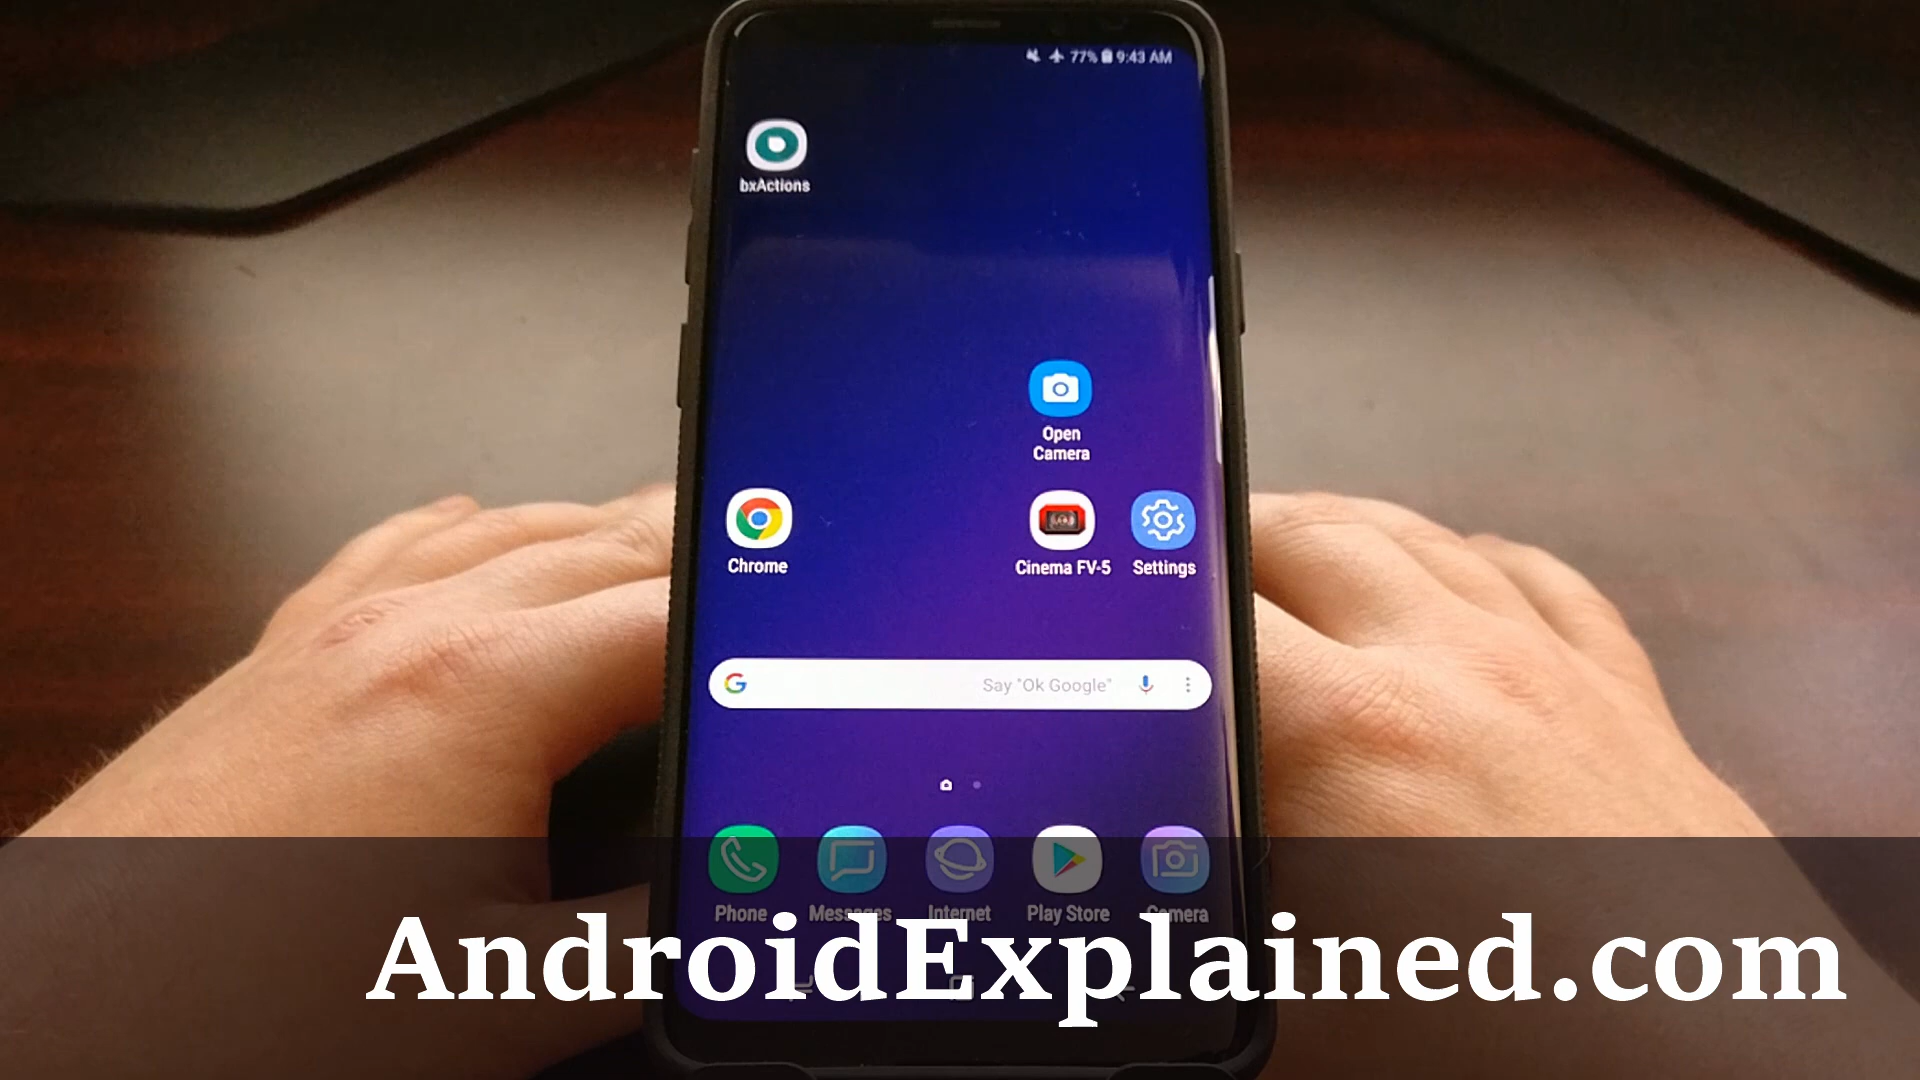 77% 9:43 AM
bxActions
Open
Camera
Chrome
Cinema FV-5
Settings
G
Say "Ok Google"
Phone
Messages
Internet
Play Store
Camera
AndroidExplained.com